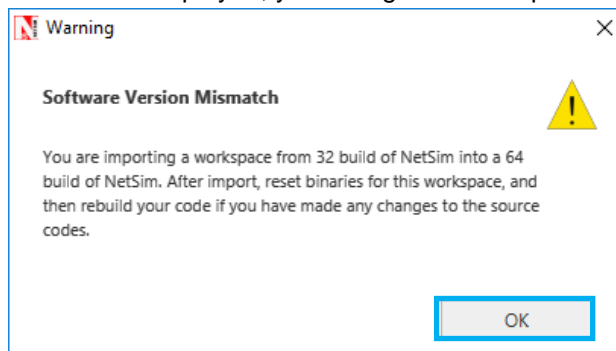 Warning
Software Version Mismatch
You are importing a workspace from 32 build of NetSim into a 64
build of NetSim. After import, reset binaries for this workspace, and
then rebuild your code if you have made any changes to the source
codes.
OK